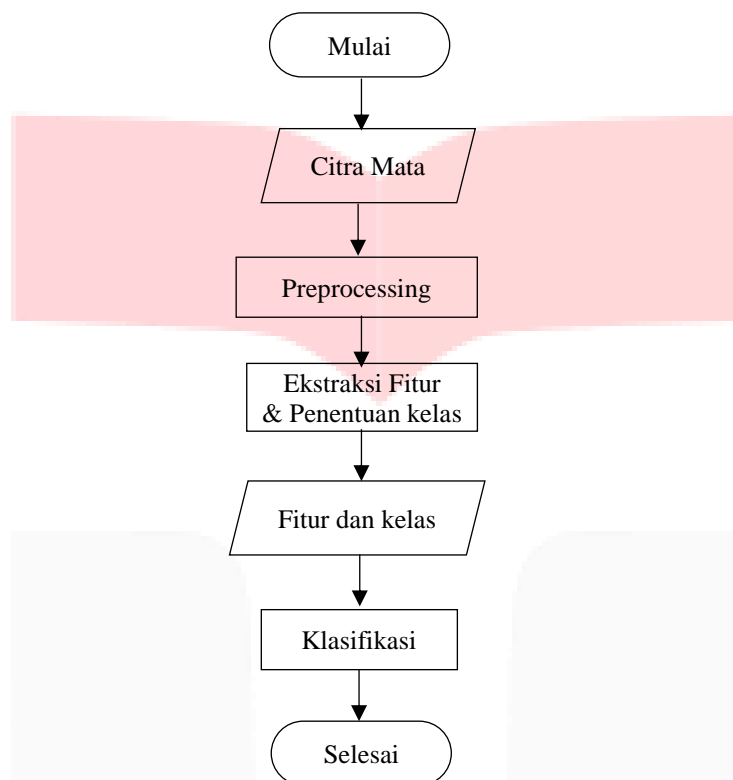 Mulai
Citra Mata
Preprocessing
Ekstraksi Fitur
& Penentuan kelas
Fitur dan kelas
Klasifikasi
Selesai